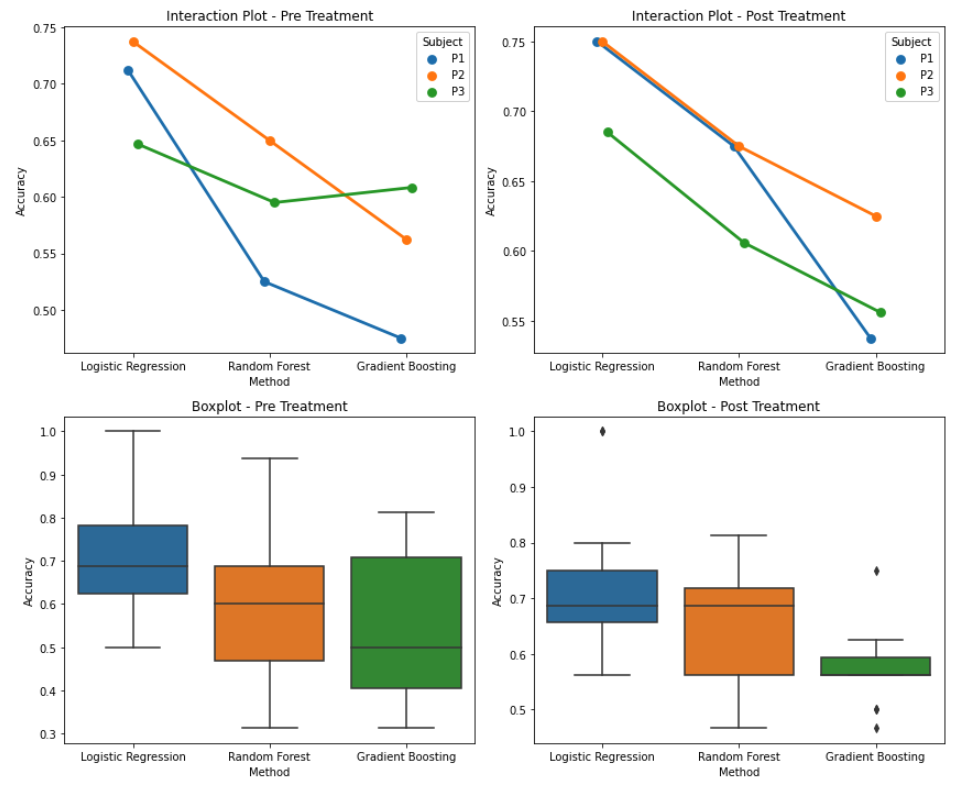 Interaction Plot - Pre Treatment
Accuracy
0.75
0.70
0.65
0.60
0.55
0.50
Subject
P1
P2
P3
Logistic Regression Random Forest Gradient Boosting
Method
Interaction Plot - Post Treatment
Accuracy
0.75
0.70
0.65
0.60
0.55
Subject
P1
P2
P3
Logistic Regression Random Forest Gradient Boosting
Method
Boxplot - Pre Treatment
Accuracy
1.0
0.9
0.8
0.7
0.6
0.5
0.4
0.3
Logistic Regression Random Forest Gradient Boosting
Method
Boxplot - Post Treatment
Accuracy
1.0
0.9
0.8
0.7
0.6
0.5
Logistic Regression Random Forest Gradient Boosting
Method